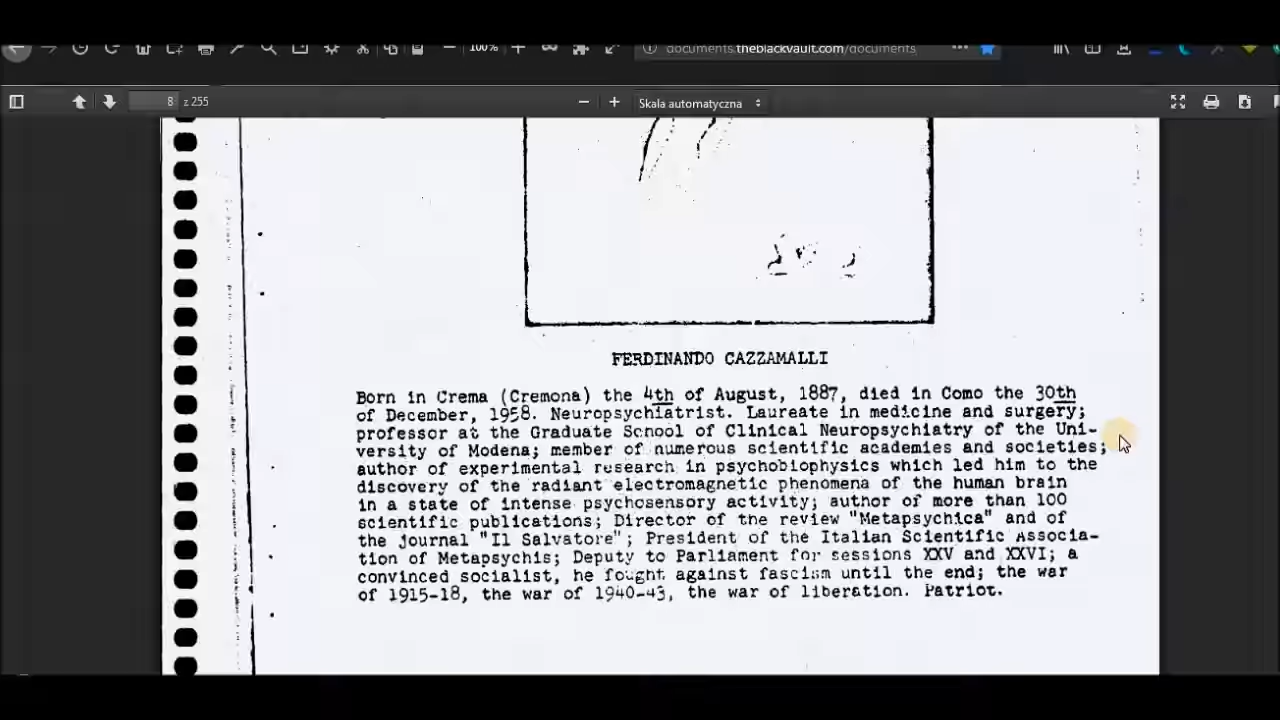 100%
documents.theblackvault.com/documents
8 z 255
Skala automatyczna
FERDINANDO CAZZAMALLI
Born in Crema (Cremona) the 4th of August, 1887, died in Como the 30th
of December, 1958. Neuropsychiatrist. Laureate in medicine and surgery;
professor at the Graduate School of Clinical Neuropsychiatry of the Uni-
versity of Modena; member of numerous scientific academies and societies;
author of experimental research in psychobiophysics which led him to the
discovery of the radiant electromagnetic phenomena of the human brain
in a state of intense psychosensory activity; author of more than 100
scientific publications; Director of the review "Metapsychica" and of
the journal "Il Salvatore"; President of the Italian Scientific Associa-
tion of Metapsychis; Deputy to Parliament for sessions XXV and XXVI; a
convinced socialist, he fought against fascism until the end; the war
of 1915-18, the war of 1940-43, the war of liberation. Patriot.